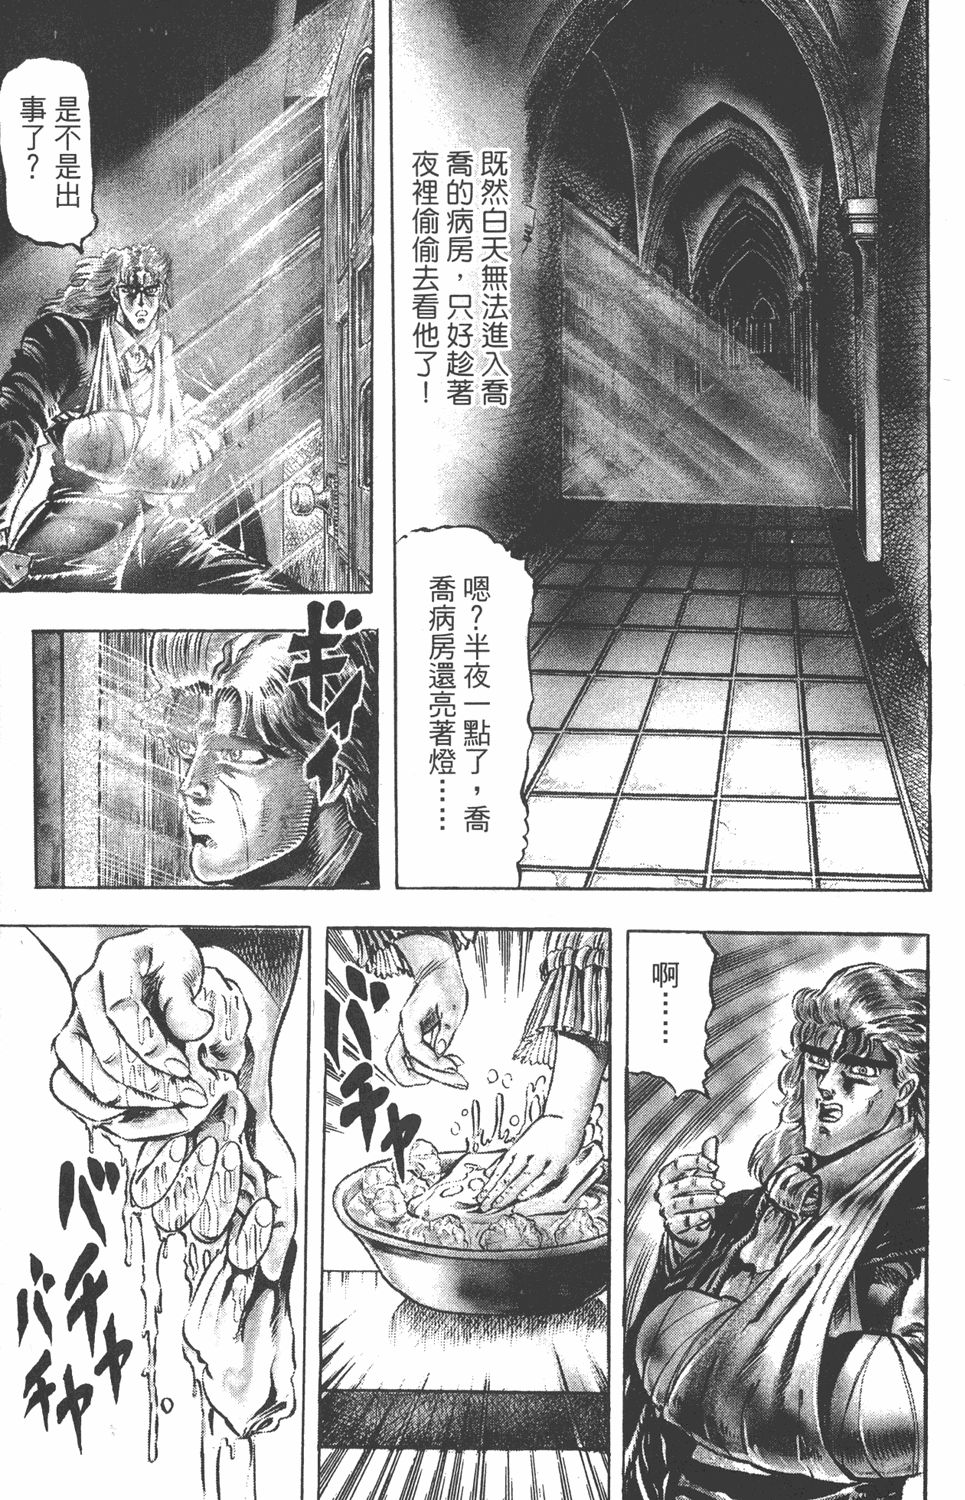 既然白天無法進入喬
喬的病房，只好趁著
夜裡偷偷去看他了！
嗯？半夜一點了，喬
喬病房還亮著燈……
是不是出
事了？
ギィィ
啊……
バチャ
バチャ
バチャ